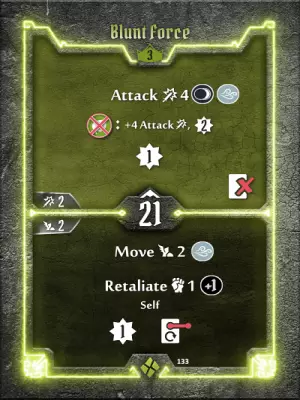 Blunt Force
3
Attack 4
: +4 Attack , 2
1
2
21
2
Move 2
Retaliate 1 +1
Self
1
133